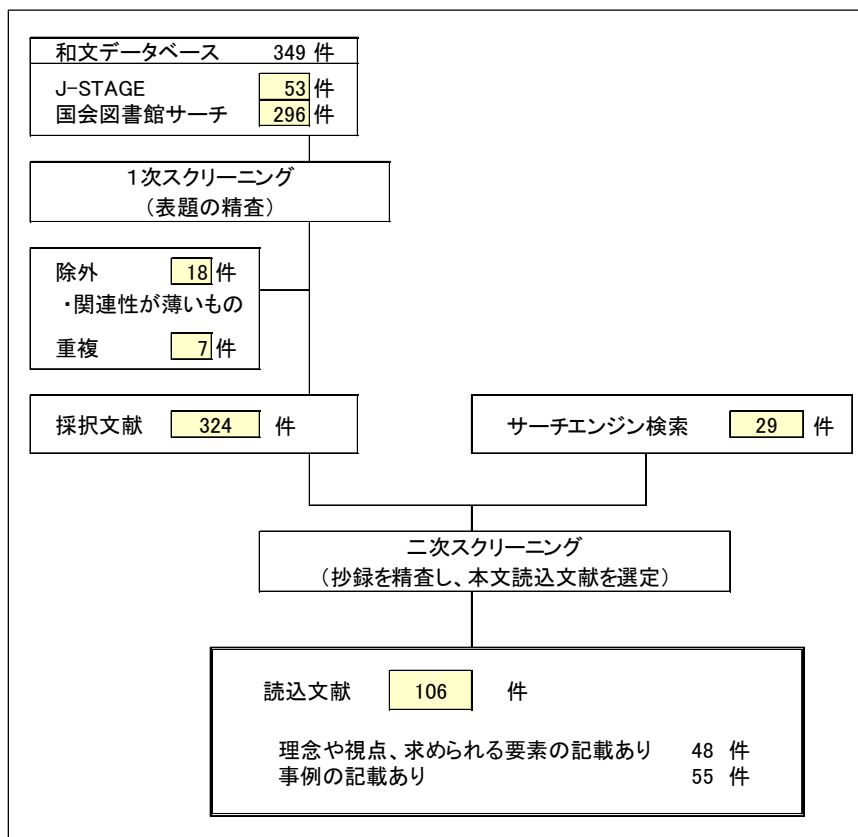 和文データベース 349 件
J-STAGE 53 件
国会図書館サーチ 296 件
1次スクリーニング
(表題の精査)
除外 18 件
・関連性が薄いもの
重複 7 件
採択文献 324 件
サーチエンジン検索 29 件
二次スクリーニング
(抄録を精査し、本文読込文献を選定)
読込文献 106 件
理念や視点、求められる要素の記載あり 48 件
事例の記載あり 55 件